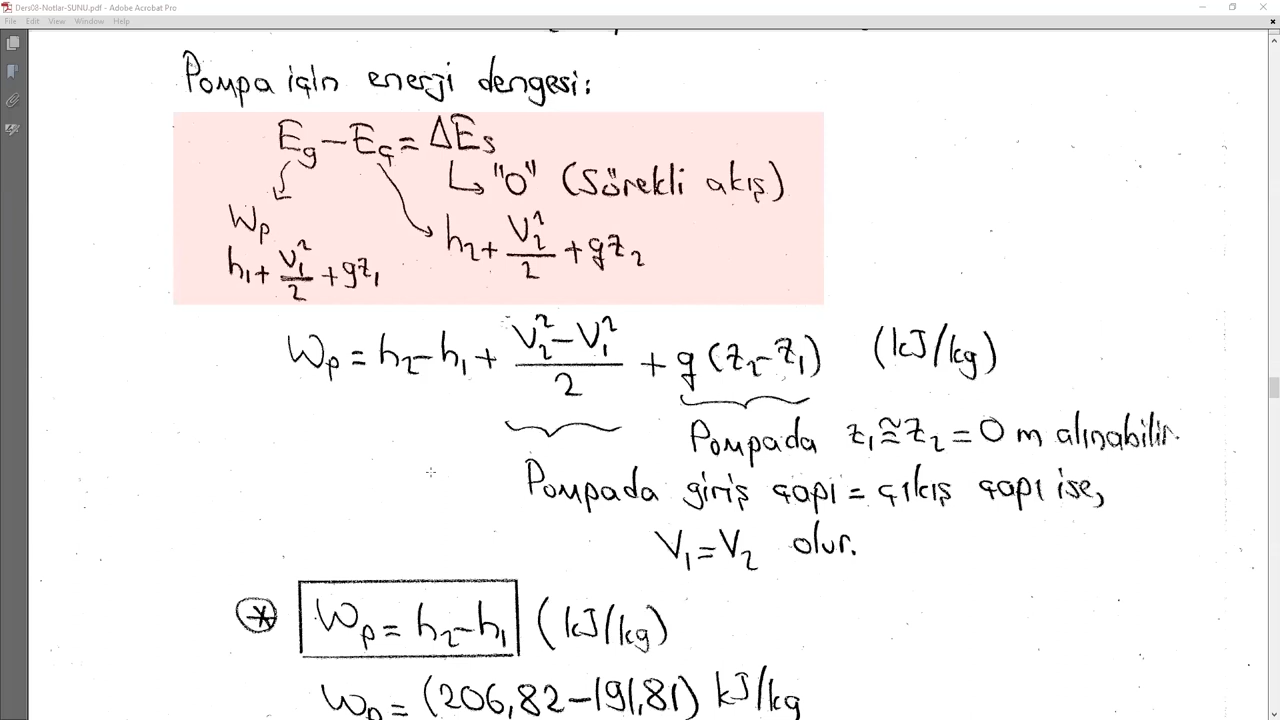 Ders08-Notlar-SUNU.pdf - Adobe Acrobat Pro
File Edit View Window Help
Pompa için enerji dengesi:
Eg − Eç = ΔEs
↳ "0" (Sürekli akış)
Wp
h₁ + V₁²/2 + gz₁
h₂ + V₂²/2 + gz₂
Wp = h₂ − h₁ + (V₂² − V₁²)/2 + g (z₂ − z₁) (kJ/kg)
Pompada z₁ ≅ z₂ = 0 m alınabilir.
Pompada giriş çapı = çıkış çapı ise,
V₁ = V₂ olur.
* Wp = h₂ − h₁ (kJ/kg)
Wp = (206,82 − 191,81) kJ/kg